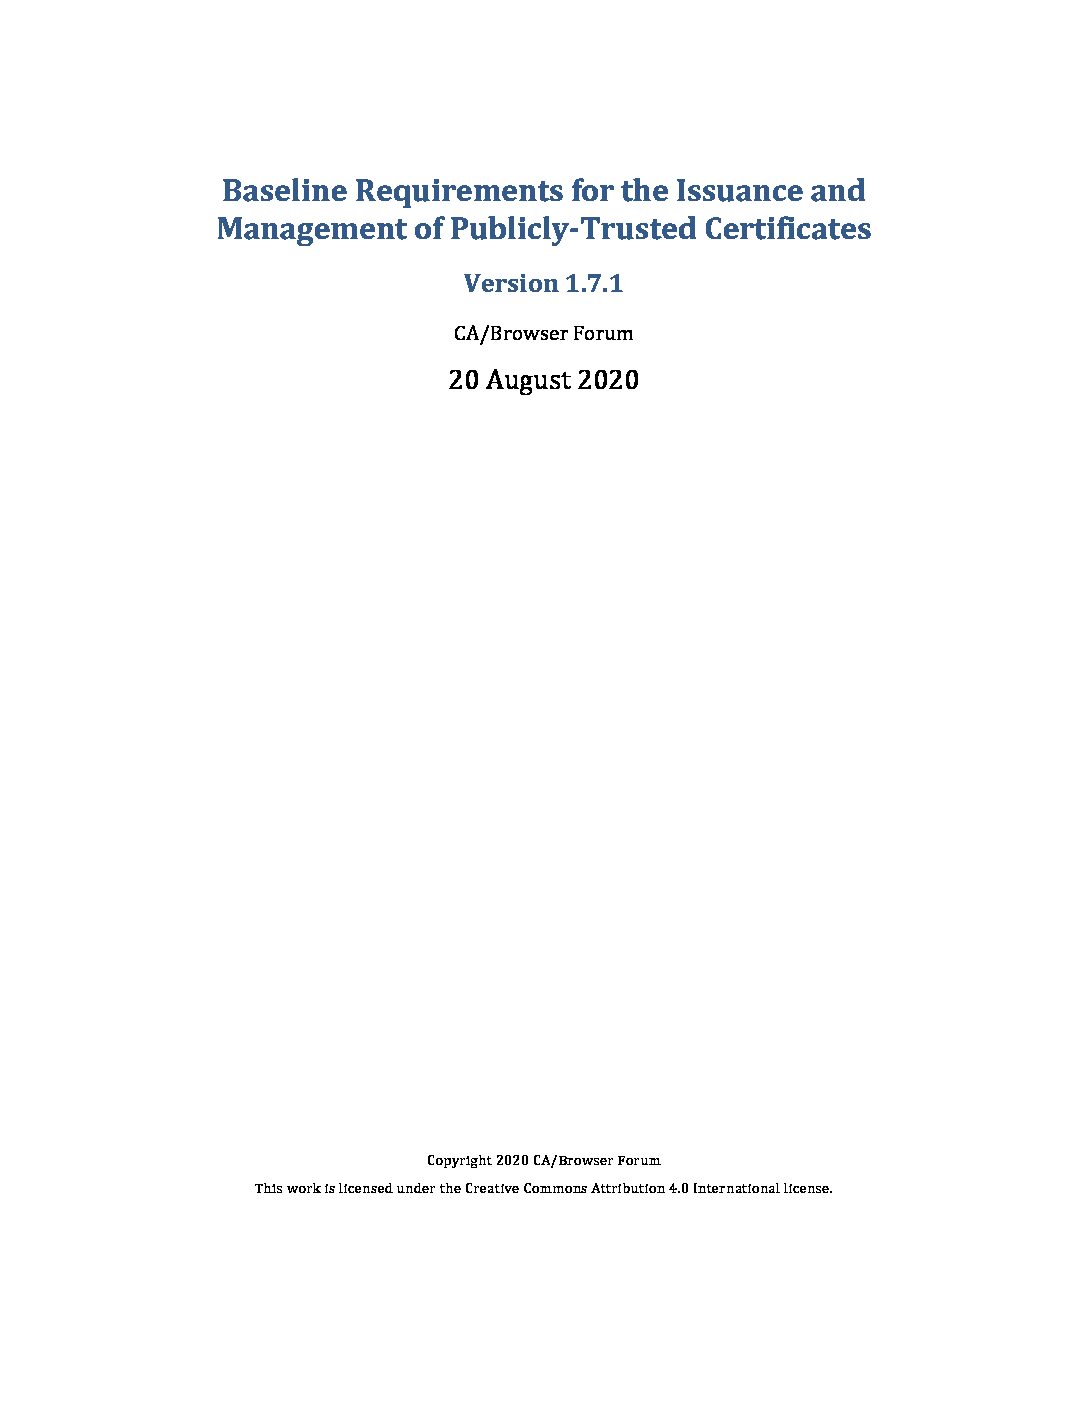 Baseline Requirements for the Issuance and
Management of Publicly-Trusted Certificates
Version 1.7.1
CA/Browser Forum
20 August 2020
Copyright 2020 CA/Browser Forum
This work is licensed under the Creative Commons Attribution 4.0 International license.